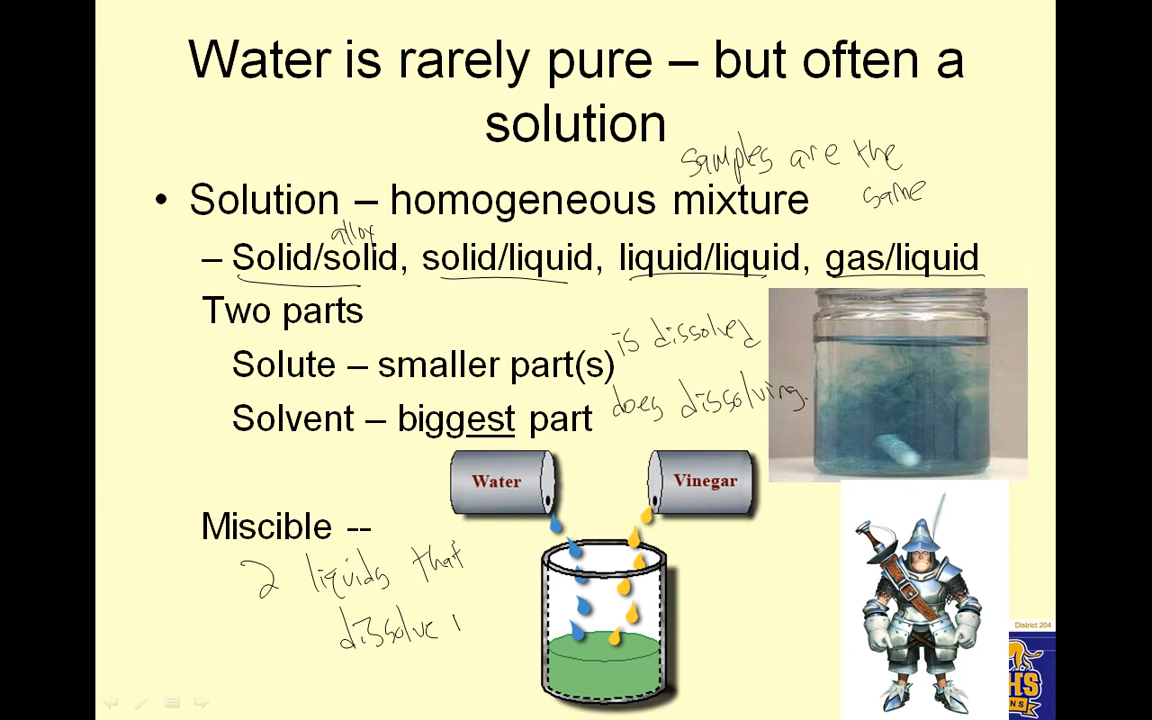 Water is rarely pure – but often a
solution
samples are the
same
• Solution – homogeneous mixture
alloy
– Solid/solid, solid/liquid, liquid/liquid, gas/liquid
Two parts
is dissolved
Solute – smaller part(s)
does dissolving.
Solvent – biggest part
Water
Vinegar
Miscible --
2 liquids that
dissolve
District 204
HS
NS